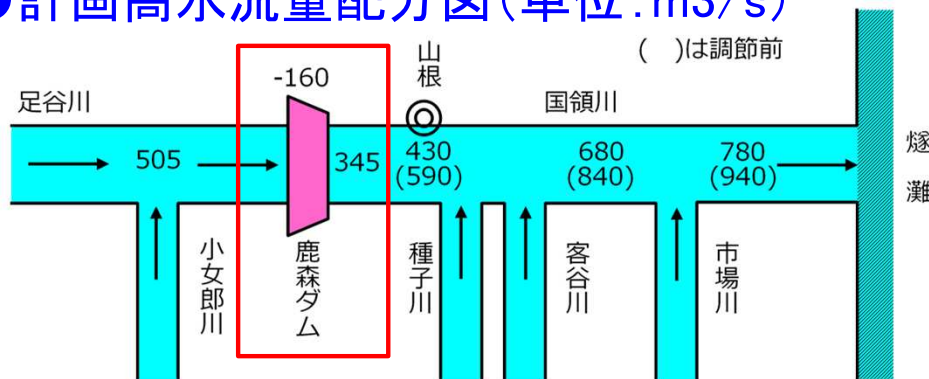 ●計画高水流量配分図(単位:m3/s)
-160
山根
( )は調節前
足谷川
国領川
505
345
430
(590)
680
(840)
780
(940)
燧灘
小女郎川
鹿森ダム
種子川
客谷川
市場川